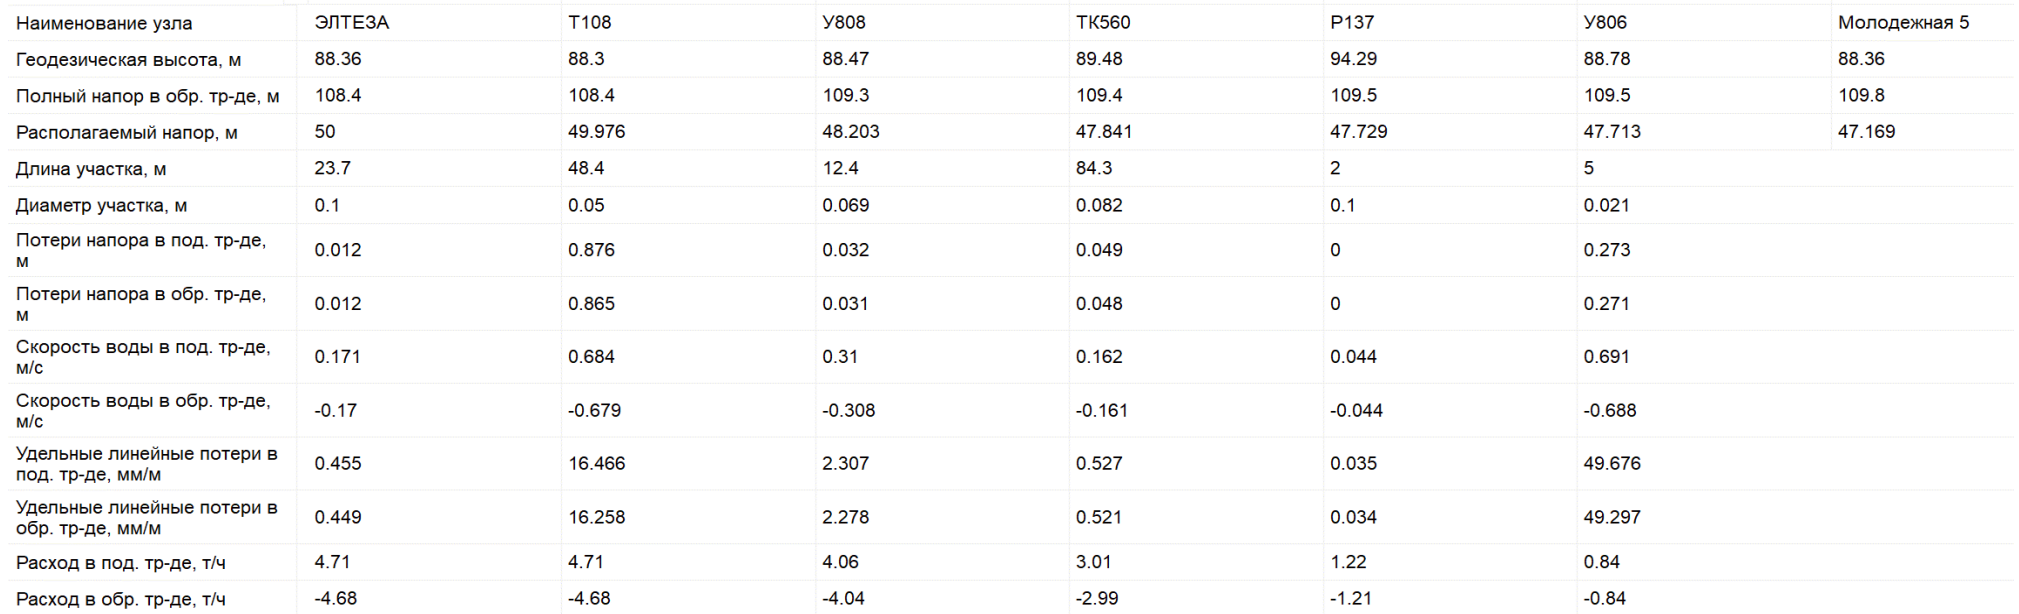 Наименование узла ЭЛТЕЗА Т108 У808 ТК560 Р137 У806 Молодежная 5
Геодезическая высота, м 88.36 88.3 88.47 89.48 94.29 88.78 88.36
Полный напор в обр. тр-де, м 108.4 108.4 109.3 109.4 109.5 109.5 109.8
Располагаемый напор, м 50 49.976 48.203 47.841 47.729 47.713 47.169
Длина участка, м 23.7 48.4 12.4 84.3 2 5
Диаметр участка, м 0.1 0.05 0.069 0.082 0.1 0.021
Потери напора в под. тр-де,
м 0.012 0.876 0.032 0.049 0 0.273
Потери напора в обр. тр-де,
м 0.012 0.865 0.031 0.048 0 0.271
Скорость воды в под. тр-де,
м/с 0.171 0.684 0.31 0.162 0.044 0.691
Скорость воды в обр. тр-де,
м/с -0.17 -0.679 -0.308 -0.161 -0.044 -0.688
Удельные линейные потери в
под. тр-де, мм/м 0.455 16.466 2.307 0.527 0.035 49.676
Удельные линейные потери в
обр. тр-де, мм/м 0.449 16.258 2.278 0.521 0.034 49.297
Расход в под. тр-де, т/ч 4.71 4.71 4.06 3.01 1.22 0.84
Расход в обр. тр-де, т/ч -4.68 -4.68 -4.04 -2.99 -1.21 -0.84